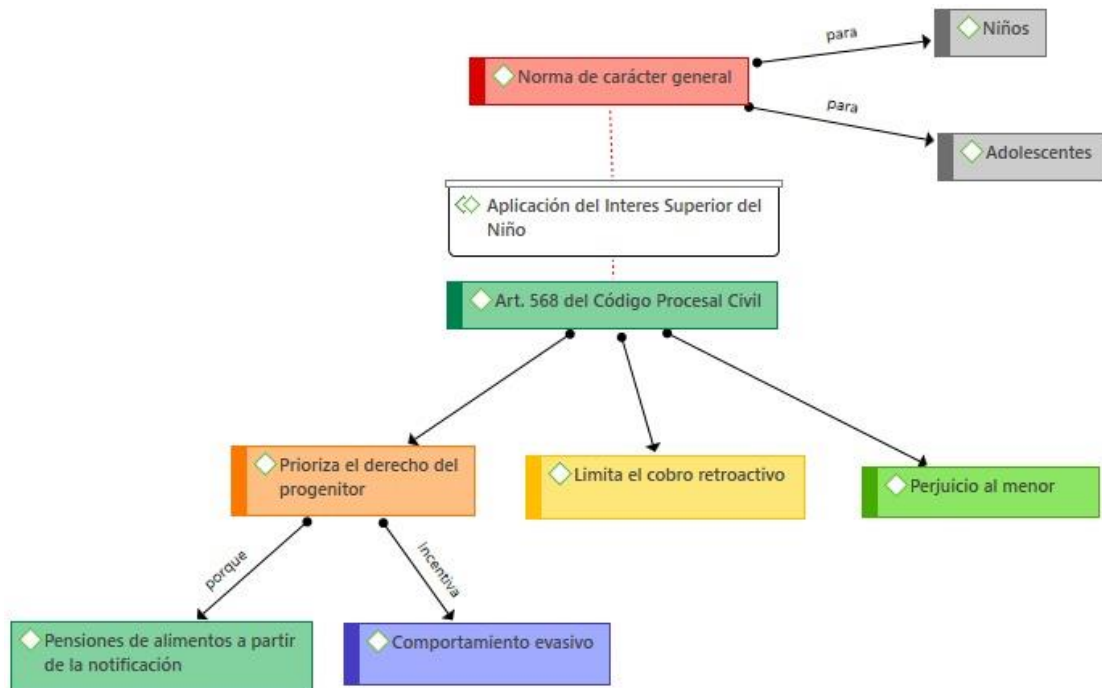 para
Niños
Norma de carácter general
para
Adolescentes
Aplicación del Interes Superior del
Niño
Art. 568 del Código Procesal Civil
Prioriza el derecho del
progenitor
Limita el cobro retroactivo
Perjuicio al menor
porque
incentiva
Pensiones de alimentos a partir
de la notificación
Comportamiento evasivo